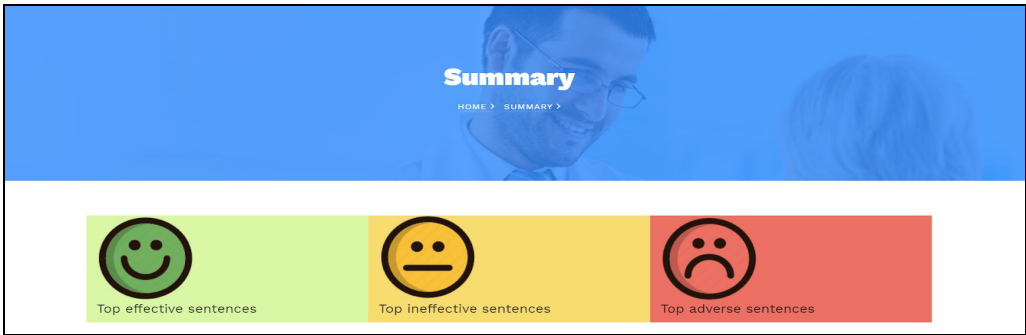 Summary
HOME > SUMMARY >
Top effective sentences
Top ineffective sentences
Top adverse sentences